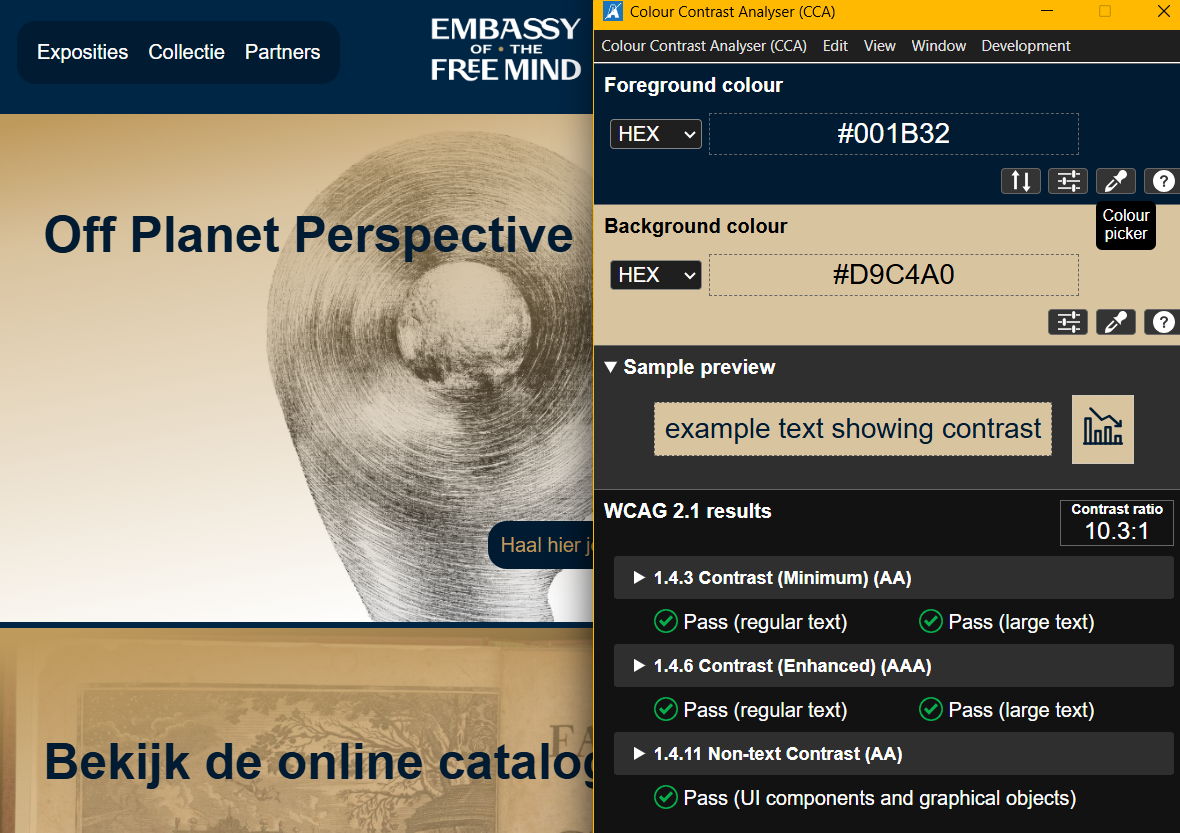 Exposities Collectie Partners
EMBASSY
OF • THE
FREE MIND
Off Planet Perspective
Haal hier
Bekijk de online catalog
FA
Colour Contrast Analyser (CCA)
Colour Contrast Analyser (CCA) Edit View Window Development
Foreground colour
HEX #001B32
?
Colour
picker
Background colour
HEX #D9C4A0
?
▼ Sample preview
example text showing contrast
WCAG 2.1 results
Contrast ratio
10.3:1
▶ 1.4.3 Contrast (Minimum) (AA)
Pass (regular text) Pass (large text)
▶ 1.4.6 Contrast (Enhanced) (AAA)
Pass (regular text) Pass (large text)
▶ 1.4.11 Non-text Contrast (AA)
Pass (UI components and graphical objects)